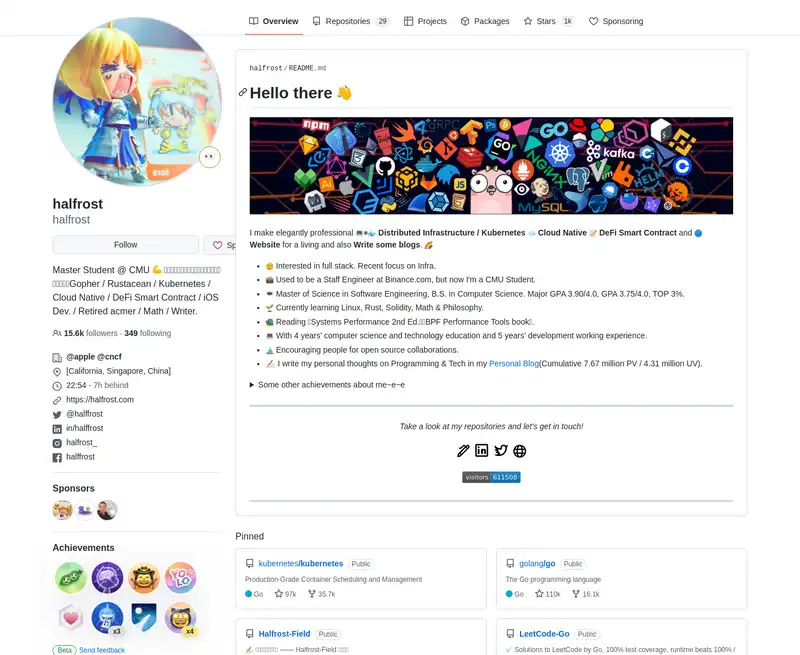 Overview
Repositories 29
Projects
Packages
Stars 1k
Sponsoring
halfrost/README.md
Hello there 👋
npm
gRPC
GO
kafka
JS
NGINX
vim
HELM
MySQL
I make elegantly professional Distributed Infrastructure / Kubernetes Cloud Native DeFi Smart Contract and
Website for a living and also Write some blogs.
Interested in full stack. Recent focus on Infra.
Used to be a Staff Engineer at Binance.com, but now I'm a CMU Student.
Master of Science in Software Engineering, B.S. in Computer Science. Major GPA 3.90/4.0, GPA 3.75/4.0, TOP 3%.
Currently learning Linux, Rust, Solidity, Math & Philosophy.
Reading Systems Performance 2nd Ed. BPF Performance Tools book.
With 4 years' computer science and technology education and 5 years' development working experience.
Encouraging people for open source collaborations.
I write my personal thoughts on Programming & Tech in my Personal Blog(Cumulative 7.67 million PV / 4.31 million UV).
Some other achievements about me~e~e
Take a look at my repositories and let's get in touch!
visitors 611508
halfrost
halfrost
Follow
Sp
Master Student @ CMU 💪
Gopher / Rustacean / Kubernetes /
Cloud Native / DeFi Smart Contract / iOS
Dev. / Retired acmer / Math / Writer.
15.6k followers · 349 following
@apple @cncf
[California, Singapore, China]
22:54 - 7h behind
https://halfrost.com
@halffrost
in/halffrost
halfrost_
halffrost
Sponsors
Achievements
YOLO
x3
x4
Beta Send feedback
Pinned
kubernetes/kubernetes Public
Production-Grade Container Scheduling and Management
Go 97k 35.7k
golang/go Public
The Go programming language
Go 110k 16.1k
Halfrost-Field Public
—— Halfrost-Field
LeetCode-Go Public
Solutions to LeetCode by Go, 100% test coverage, runtime beats 100% /